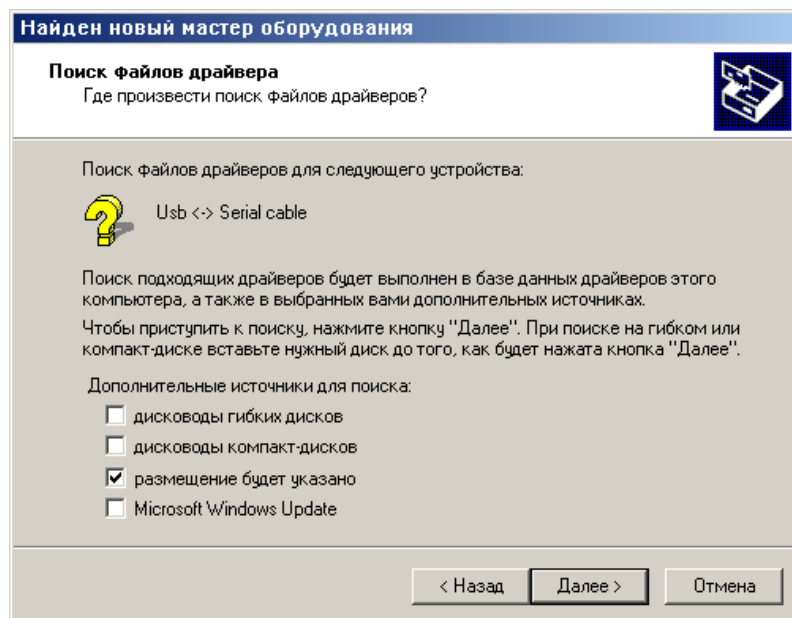 Найден новый мастер оборудования
Поиск файлов драйвера
Где произвести поиск файлов драйверов?
Поиск файлов драйверов для следующего устройства:
Usb <-> Serial cable
Поиск подходящих драйверов будет выполнен в базе данных драйверов этого
компьютера, а также в выбранных вами дополнительных источниках.
Чтобы приступить к поиску, нажмите кнопку "Далее". При поиске на гибком или
компакт-диске вставьте нужный диск до того, как будет нажата кнопка "Далее".
Дополнительные источники для поиска:
дисководы гибких дисков
дисководы компакт-дисков
размещение будет указано
Microsoft Windows Update
< Назад
Далее >
Отмена